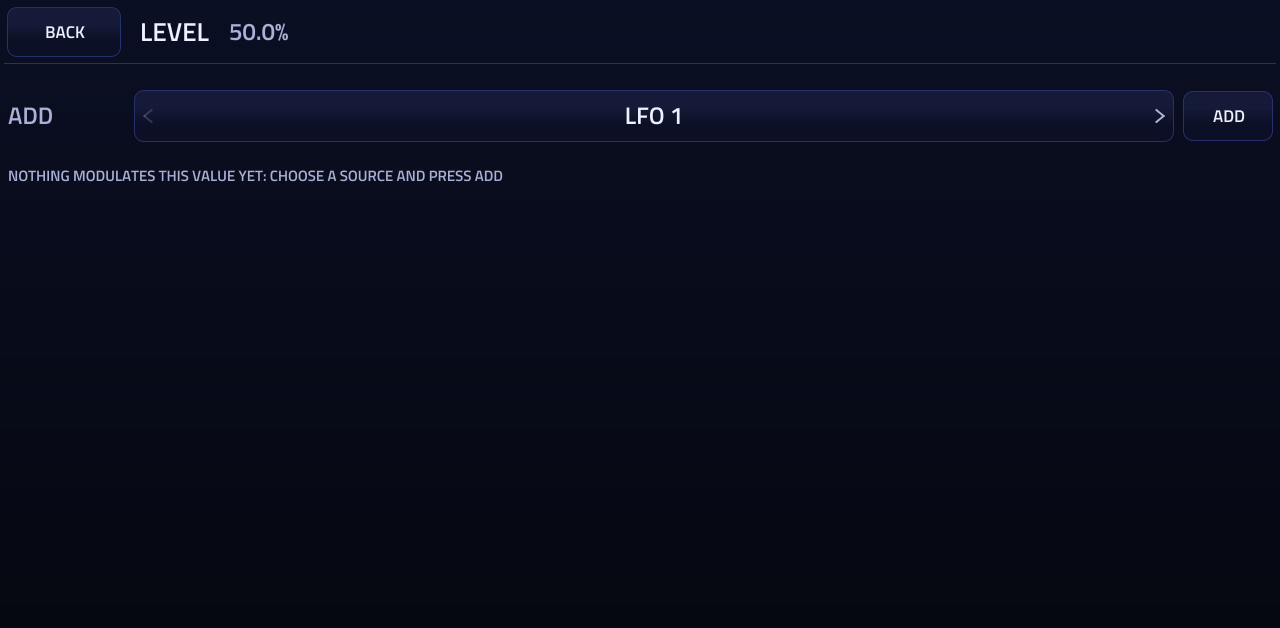 BACK LEVEL 50.0%
ADD LFO 1 ADD
NOTHING MODULATES THIS VALUE YET: CHOOSE A SOURCE AND PRESS ADD